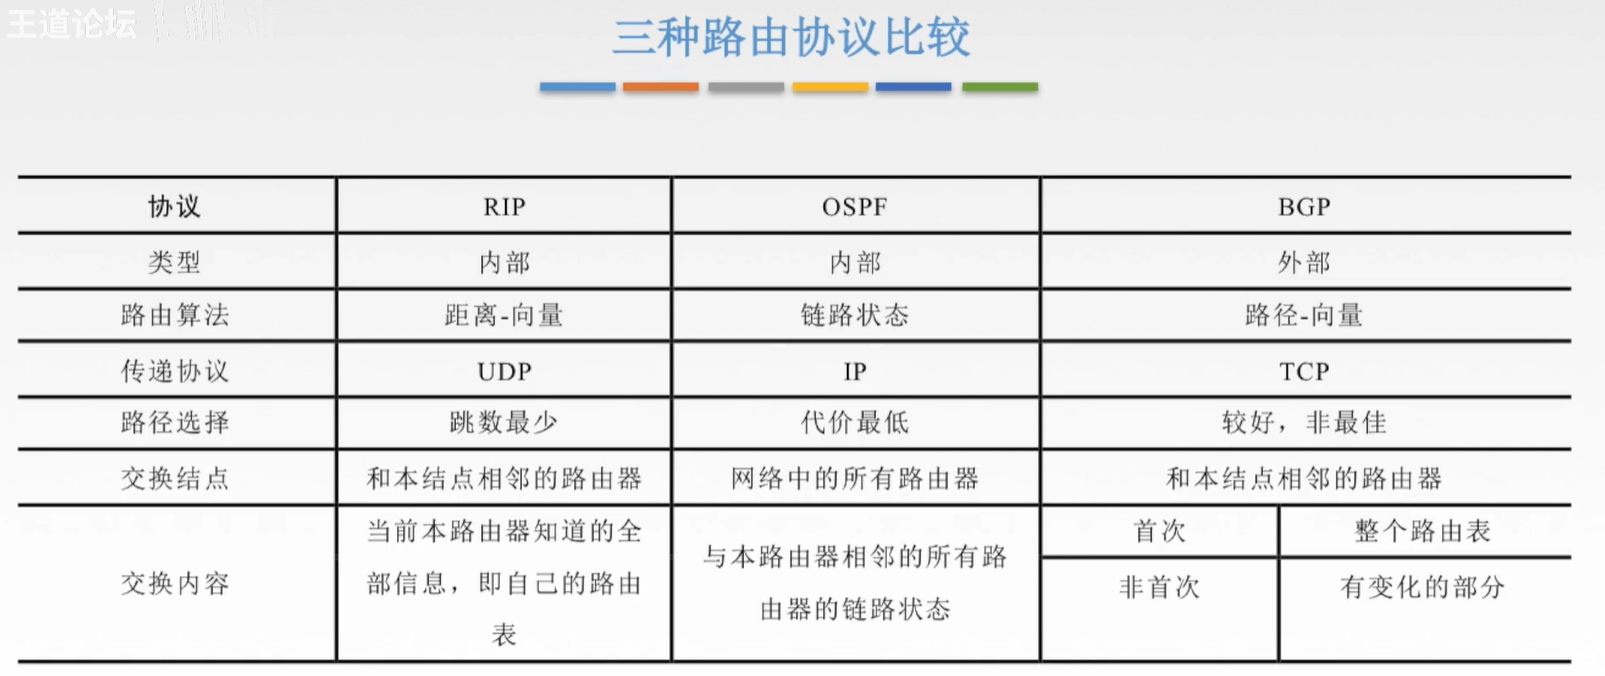 王道论坛
三种路由协议比较
协议 RIP OSPF BGP
类型 内部 内部 外部
路由算法 距离-向量 链路状态 路径-向量
传递协议 UDP IP TCP
路径选择 跳数最少 代价最低 较好，非最佳
交换结点 和本结点相邻的路由器 网络中的所有路由器 和本结点相邻的路由器
交换内容
当前本路由器知道的全
部信息，即自己的路由
表
与本路由器相邻的所有路
由器的链路状态
首次 整个路由表
非首次 有变化的部分